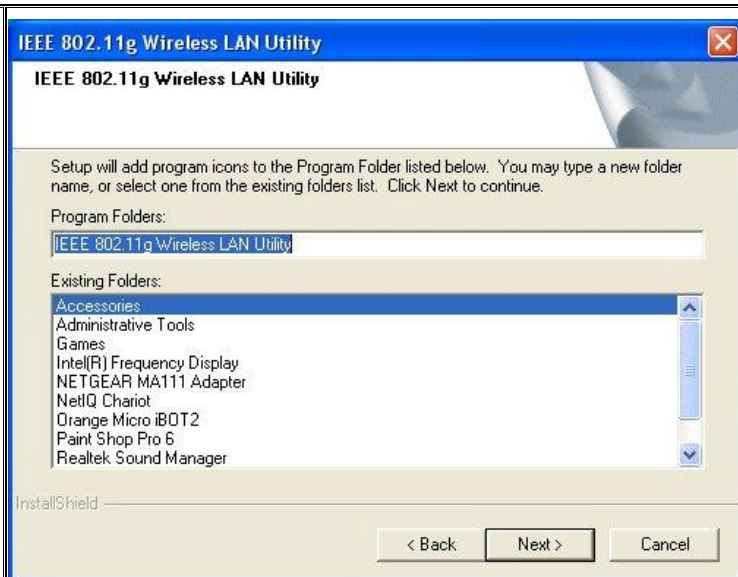 IEEE 802.11g Wireless LAN Utility
IEEE 802.11g Wireless LAN Utility
Setup will add program icons to the Program Folder listed below. You may type a new folder
name, or select one from the existing folders list. Click Next to continue.
Program Folders:
IEEE 802.11g Wireless LAN Utility
Existing Folders:
Accessories
Administrative Tools
Games
Intel(R) Frequency Display
NETGEAR MA111 Adapter
NetIQ Chariot
Orange Micro iBOT2
Paint Shop Pro 6
Realtek Sound Manager
InstallShield
< Back Next > Cancel